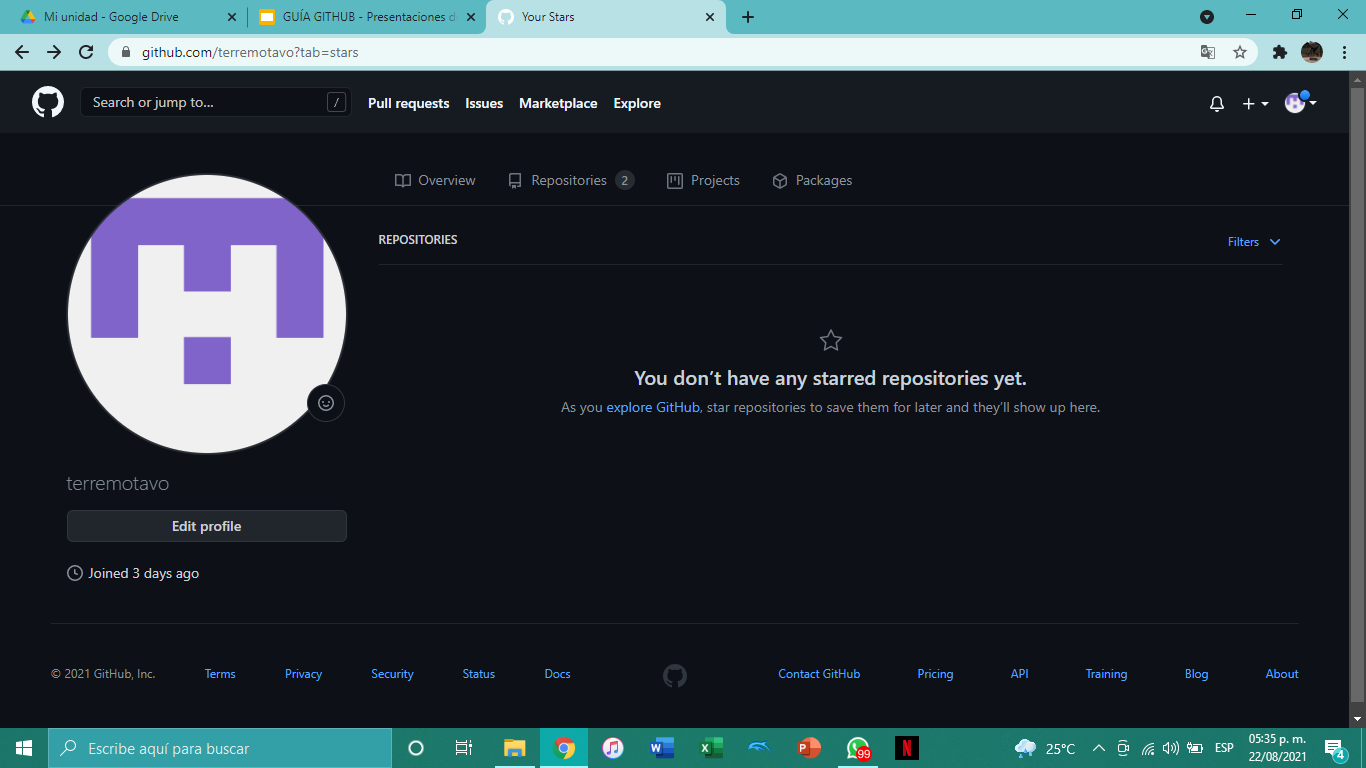 Mi unidad - Google Drive
GUÍA GITHUB - Presentaciones d
Your Stars
github.com/terremotavo?tab=stars
Search or jump to...
/
Pull requests
Issues
Marketplace
Explore
Overview
Repositories 2
Projects
Packages
REPOSITORIES
Filters
You don't have any starred repositories yet.
As you explore GitHub, star repositories to save them for later and they'll show up here.
terremotavo
Edit profile
Joined 3 days ago
© 2021 GitHub, Inc.
Terms
Privacy
Security
Status
Docs
Contact GitHub
Pricing
API
Training
Blog
About
Escribe aquí para buscar
99
25°C
ESP
05:35 p. m.
22/08/2021
4